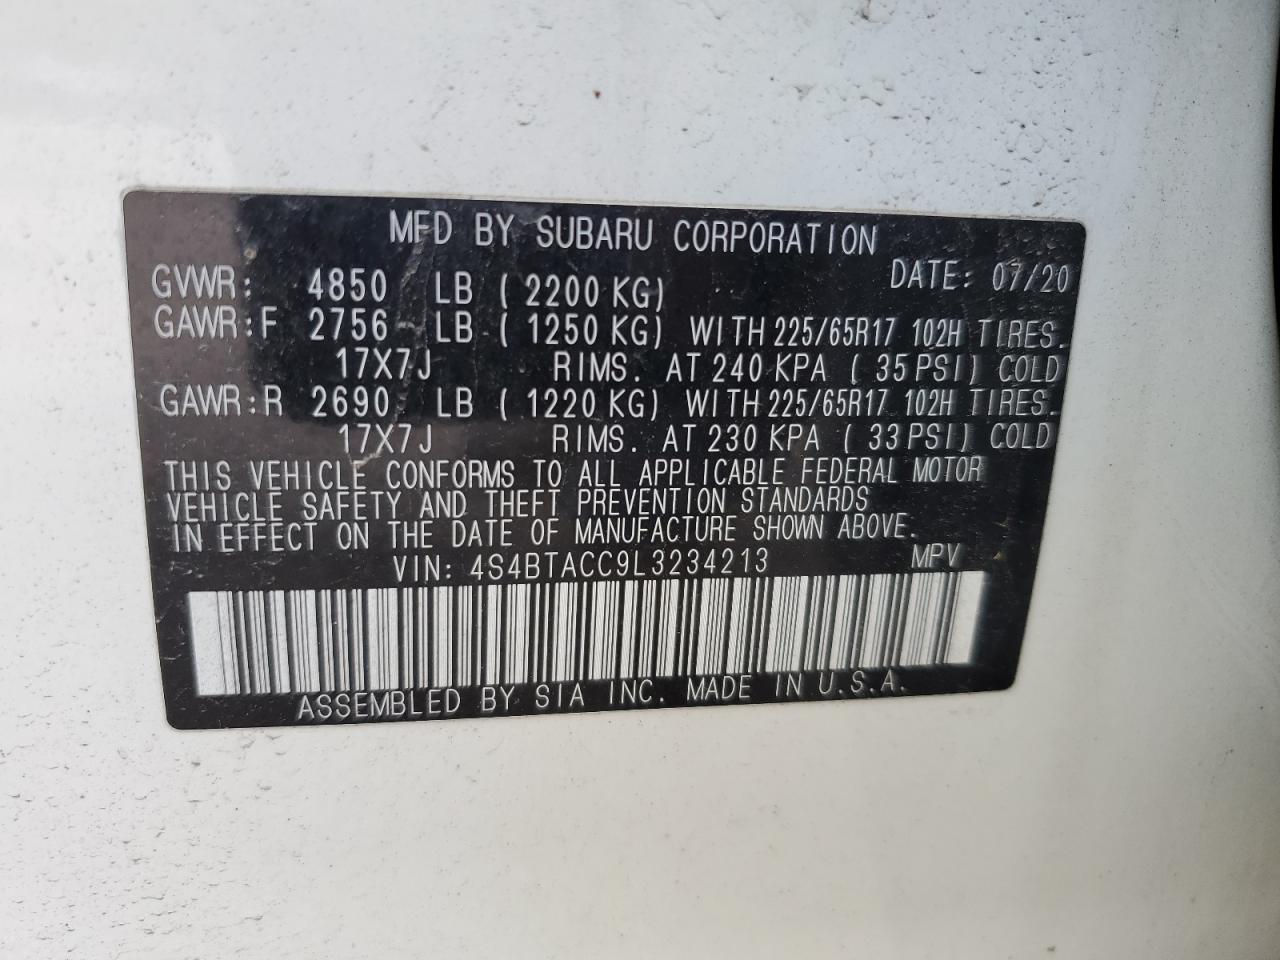 MFD BY SUBARU CORPORATION
DATE: 07/20
GVWR: 4850 LB ( 2200 KG)
GAWR:F 2756 LB ( 1250 KG) WITH 225/65R17 102H TIRES.
17X7J RIMS. AT 240 KPA ( 35 PSI) COLD
GAWR:R 2690 LB ( 1220 KG) WITH 225/65R17 102H TIRES.
17X7J RIMS. AT 230 KPA ( 33 PSI) COLD
THIS VEHICLE CONFORMS TO ALL APPLICABLE FEDERAL MOTOR
VEHICLE SAFETY AND THEFT PREVENTION STANDARDS
IN EFFECT ON THE DATE OF MANUFACTURE SHOWN ABOVE.
VIN: 4S4BTACC9L3234213 MPV
ASSEMBLED BY SIA INC. MADE IN U.S.A.